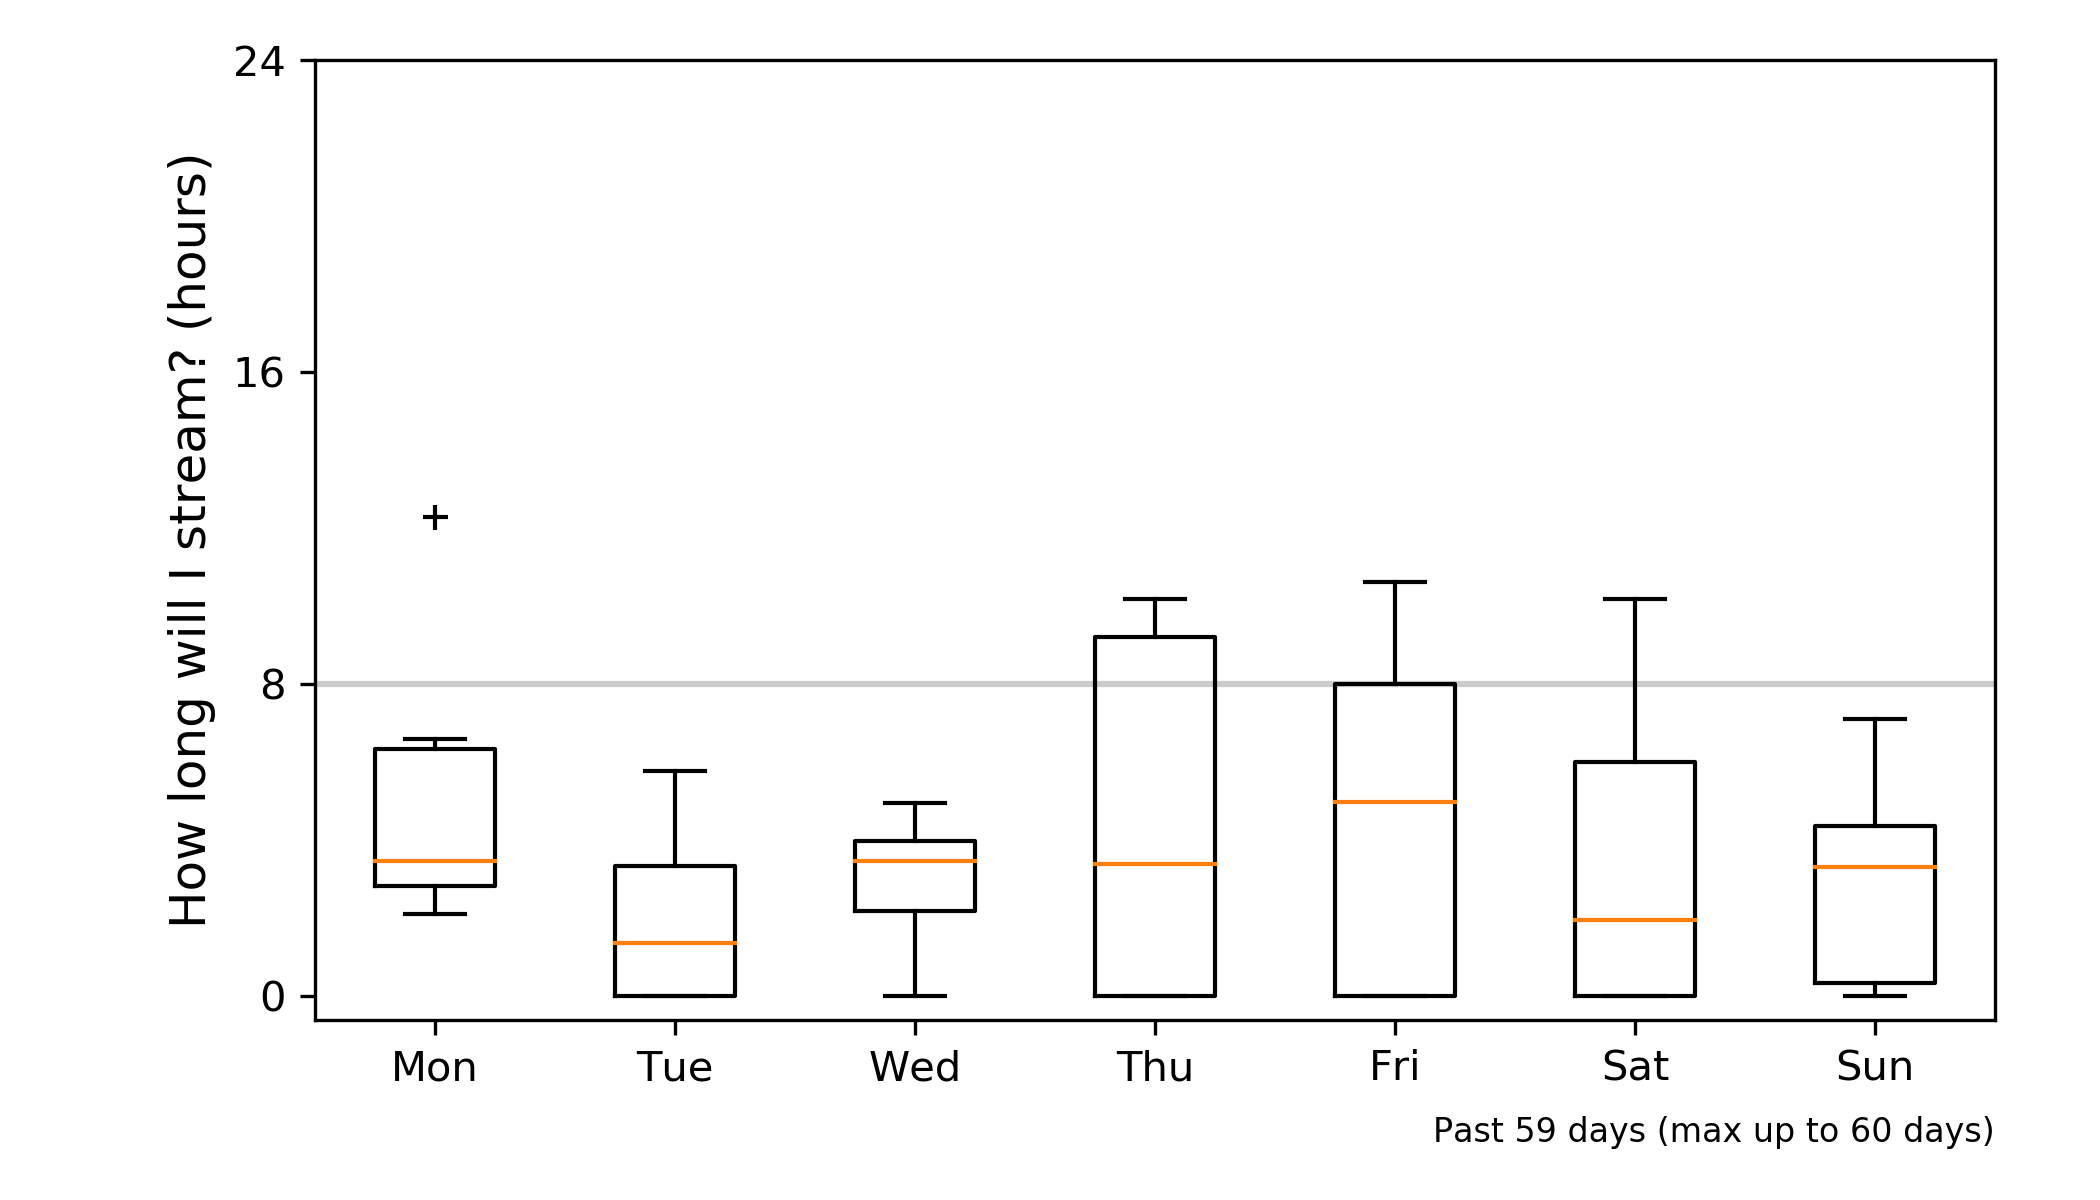 How long will I stream? (hours)
24
16
8
0
Mon Tue Wed Thu Fri Sat Sun
Past 59 days (max up to 60 days)